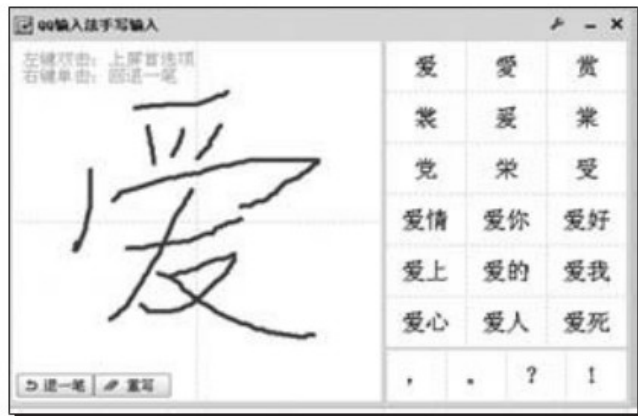 QQ输入法手写输入
左键双击：上屏首选项
右键单击：回退一笔
爱
爱 愛 赏
裳 爰 棠
党 栄 受
爱情 爱你 爱好
爱上 爱的 爱我
爱心 爱人 爱死
， 。 ？ ！
退一笔 重写